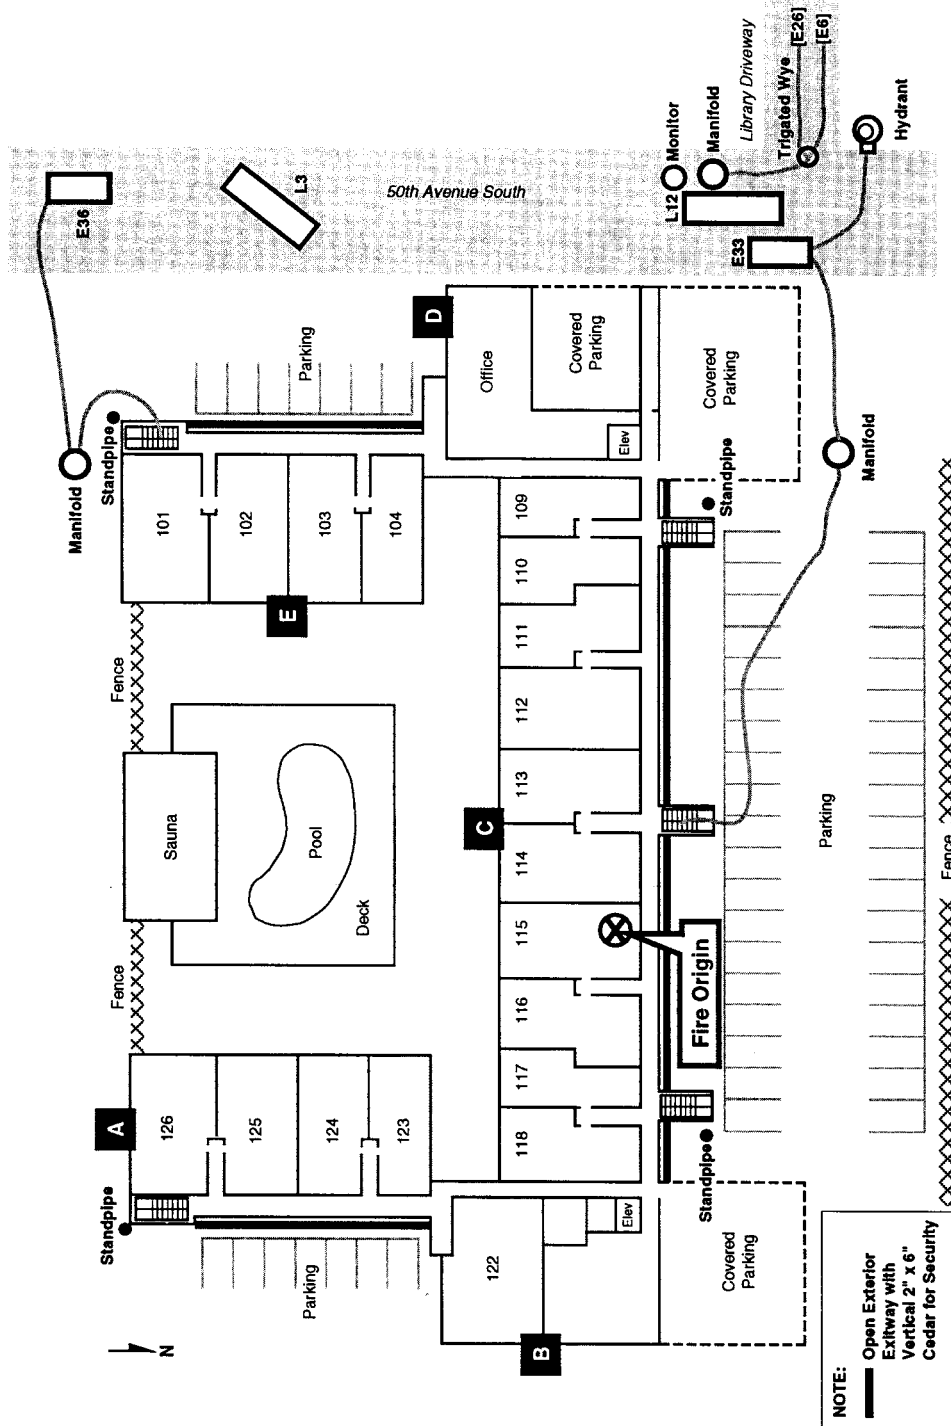 E36
L3
50th Avenue South
L12
Monitor
Manifold
Library Driveway
Trigated Wye
[E26]
[E6]
Hydrant
E33
Manifold
Standpipe
Parking
D
Office
Covered
Parking
Covered
Parking
Elev
Standpipe
Manifold
101
102
103
104
E
109
110
111
112
113
114
115
116
117
118
C
Fence
Sauna
Pool
Deck
Fence
Fire Origin
Parking
Fence
A
126
125
124
123
Standpipe
Parking
122
Elev
B
Standpipe
Covered
Parking
N
NOTE:
Open Exterior
Exitway with
Vertical 2" x 6"
Cedar for Security